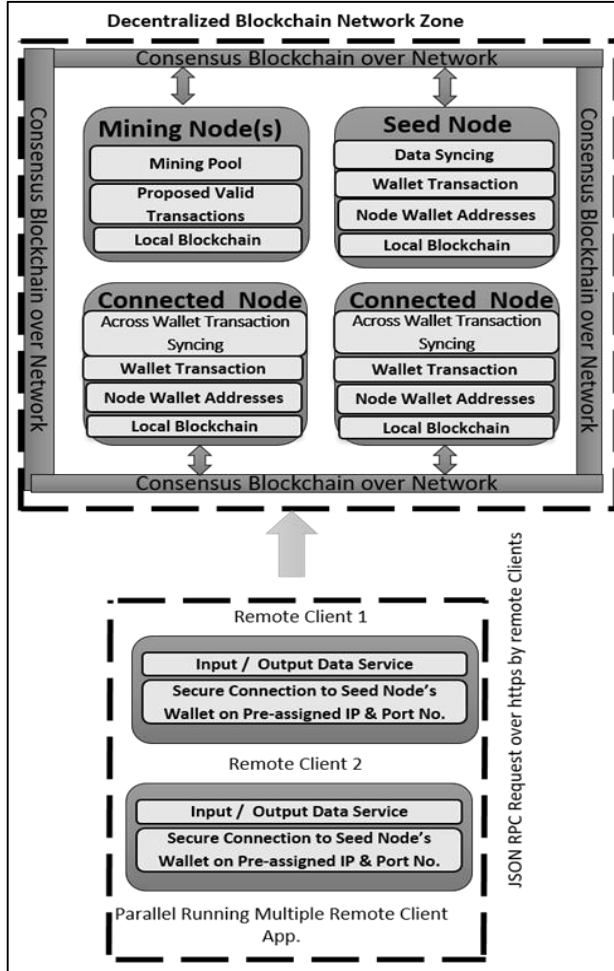 Decentralized Blockchain Network Zone
Consensus Blockchain over Network
Consensus Blockchain over Network
Consensus Blockchain over Network
Mining Node(s)
Mining Pool
Proposed Valid
Transactions
Local Blockchain
Seed Node
Data Syncing
Wallet Transaction
Node Wallet Addresses
Local Blockchain
Connected Node
Across Wallet Transaction
Syncing
Wallet Transaction
Node Wallet Addresses
Local Blockchain
Connected Node
Across Wallet Transaction
Syncing
Wallet Transaction
Node Wallet Addresses
Local Blockchain
Consensus Blockchain over Network
Remote Client 1
Input / Output Data Service
Secure Connection to Seed Node's
Wallet on Pre-assigned IP & Port No.
Remote Client 2
Input / Output Data Service
Secure Connection to Seed Node's
Wallet on Pre-assigned IP & Port No.
Parallel Running Multiple Remote Client
App.
JSON RPC Request over https by remote Clients